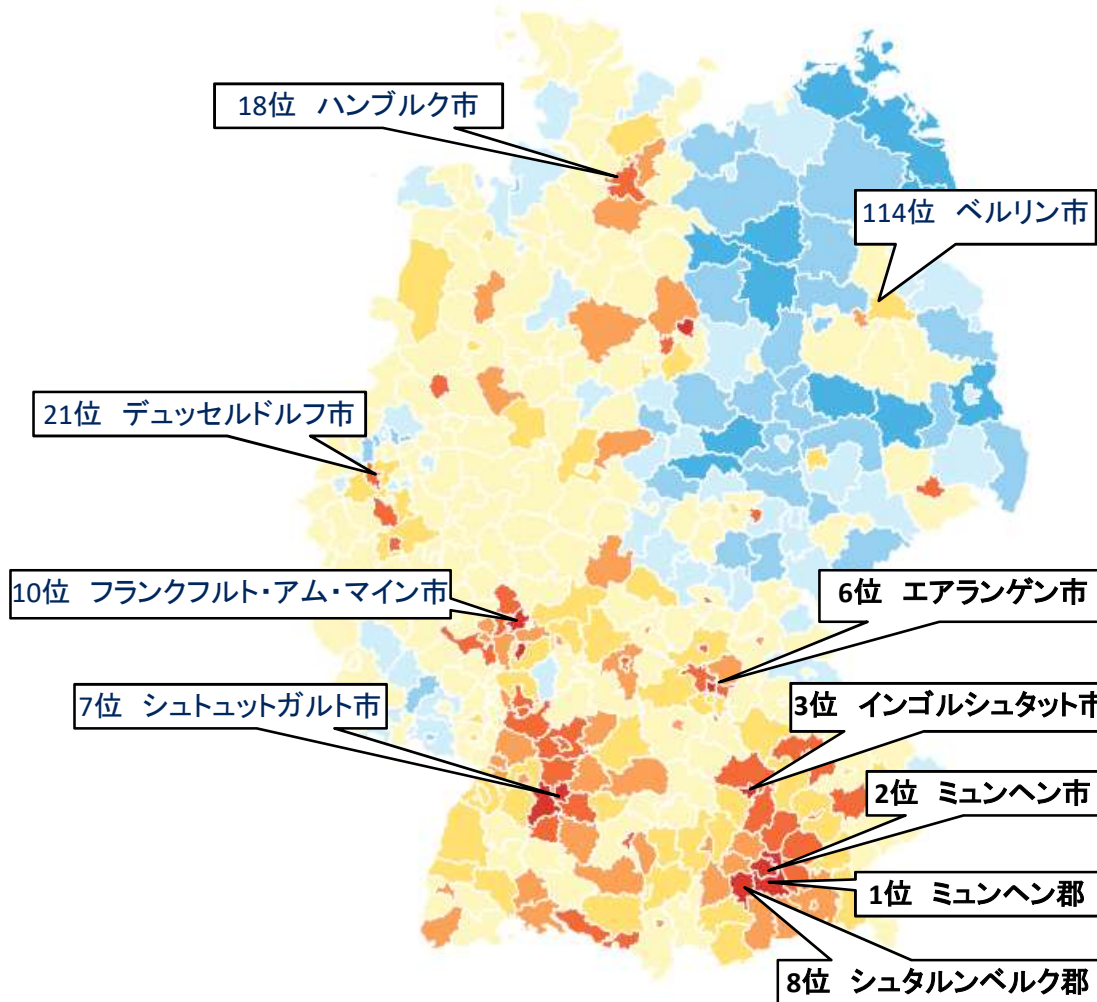 18位 ハンブルク市
114位 ベルリン市
21位 デュッセルドルフ市
10位 フランクフルト・アム・マイン市
6位 エアランゲン市
7位 シュトゥットガルト市
3位 インゴルシュタット市
2位 ミュンヘン市
1位 ミュンヘン郡
8位 シュタルンベルク郡